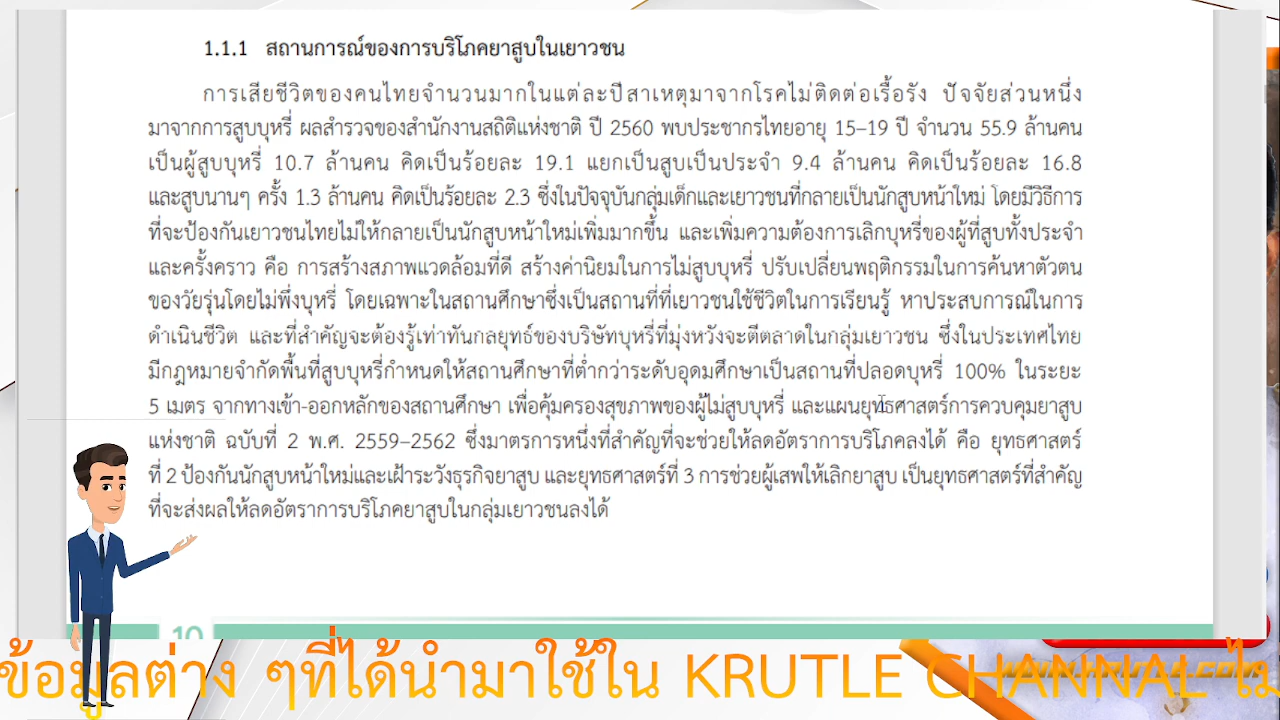 1.1.1 สถานการณ์ของการบริโภคยาสูบในเยาวชน
การเสียชีวิตของคนไทยจำนวนมากในแต่ละปีสาเหตุมาจากโรคไม่ติดต่อเรื้อรัง ปัจจัยส่วนหนึ่ง
มาจากการสูบบุหรี่ ผลสำรวจของสำนักงานสถิติแห่งชาติ ปี 2560 พบประชากรไทยอายุ 15–19 ปี จำนวน 55.9 ล้านคน
เป็นผู้สูบบุหรี่ 10.7 ล้านคน คิดเป็นร้อยละ 19.1 แยกเป็นสูบเป็นประจำ 9.4 ล้านคน คิดเป็นร้อยละ 16.8
และสูบนานๆ ครั้ง 1.3 ล้านคน คิดเป็นร้อยละ 2.3 ซึ่งในปัจจุบันกลุ่มเด็กและเยาวชนที่กลายเป็นนักสูบหน้าใหม่ โดยมีวิธีการ
ที่จะป้องกันเยาวชนไทยไม่ให้กลายเป็นนักสูบหน้าใหม่เพิ่มมากขึ้น และเพิ่มความต้องการเลิกบุหรี่ของผู้ที่สูบทั้งประจำ
และครั้งคราว คือ การสร้างสภาพแวดล้อมที่ดี สร้างค่านิยมในการไม่สูบบุหรี่ ปรับเปลี่ยนพฤติกรรมในการค้นหาตัวตน
ของวัยรุ่นโดยไม่พึ่งบุหรี่ โดยเฉพาะในสถานศึกษาซึ่งเป็นสถานที่ที่เยาวชนใช้ชีวิตในการเรียนรู้ หาประสบการณ์ในการ
ดำเนินชีวิต และที่สำคัญจะต้องรู้เท่าทันกลยุทธ์ของบริษัทบุหรี่ที่มุ่งหวังจะตีตลาดในกลุ่มเยาวชน ซึ่งในประเทศไทย
มีกฎหมายจำกัดพื้นที่สูบบุหรี่กำหนดให้สถานศึกษาที่ต่ำกว่าระดับอุดมศึกษาเป็นสถานที่ปลอดบุหรี่ 100% ในระยะ
5 เมตร จากทางเข้า-ออกหลักของสถานศึกษา เพื่อคุ้มครองสุขภาพของผู้ไม่สูบบุหรี่ และแผนยุทธศาสตร์การควบคุมยาสูบ
แห่งชาติ ฉบับที่ 2 พ.ศ. 2559–2562 ซึ่งมาตรการหนึ่งที่สำคัญที่จะช่วยให้ลดอัตราการบริโภคลงได้ คือ ยุทธศาสตร์
ที่ 2 ป้องกันนักสูบหน้าใหม่และเฝ้าระวังธุรกิจยาสูบ และยุทธศาสตร์ที่ 3 การช่วยผู้เสพให้เลิกยาสูบ เป็นยุทธศาสตร์ที่สำคัญ
ที่จะส่งผลให้ลดอัตราการบริโภคยาสูบในกลุ่มเยาวชนลงได้
10
ข้อมูลต่าง ๆที่ได้นำมาใช้ใน KRUTLE CHANNAL ไม